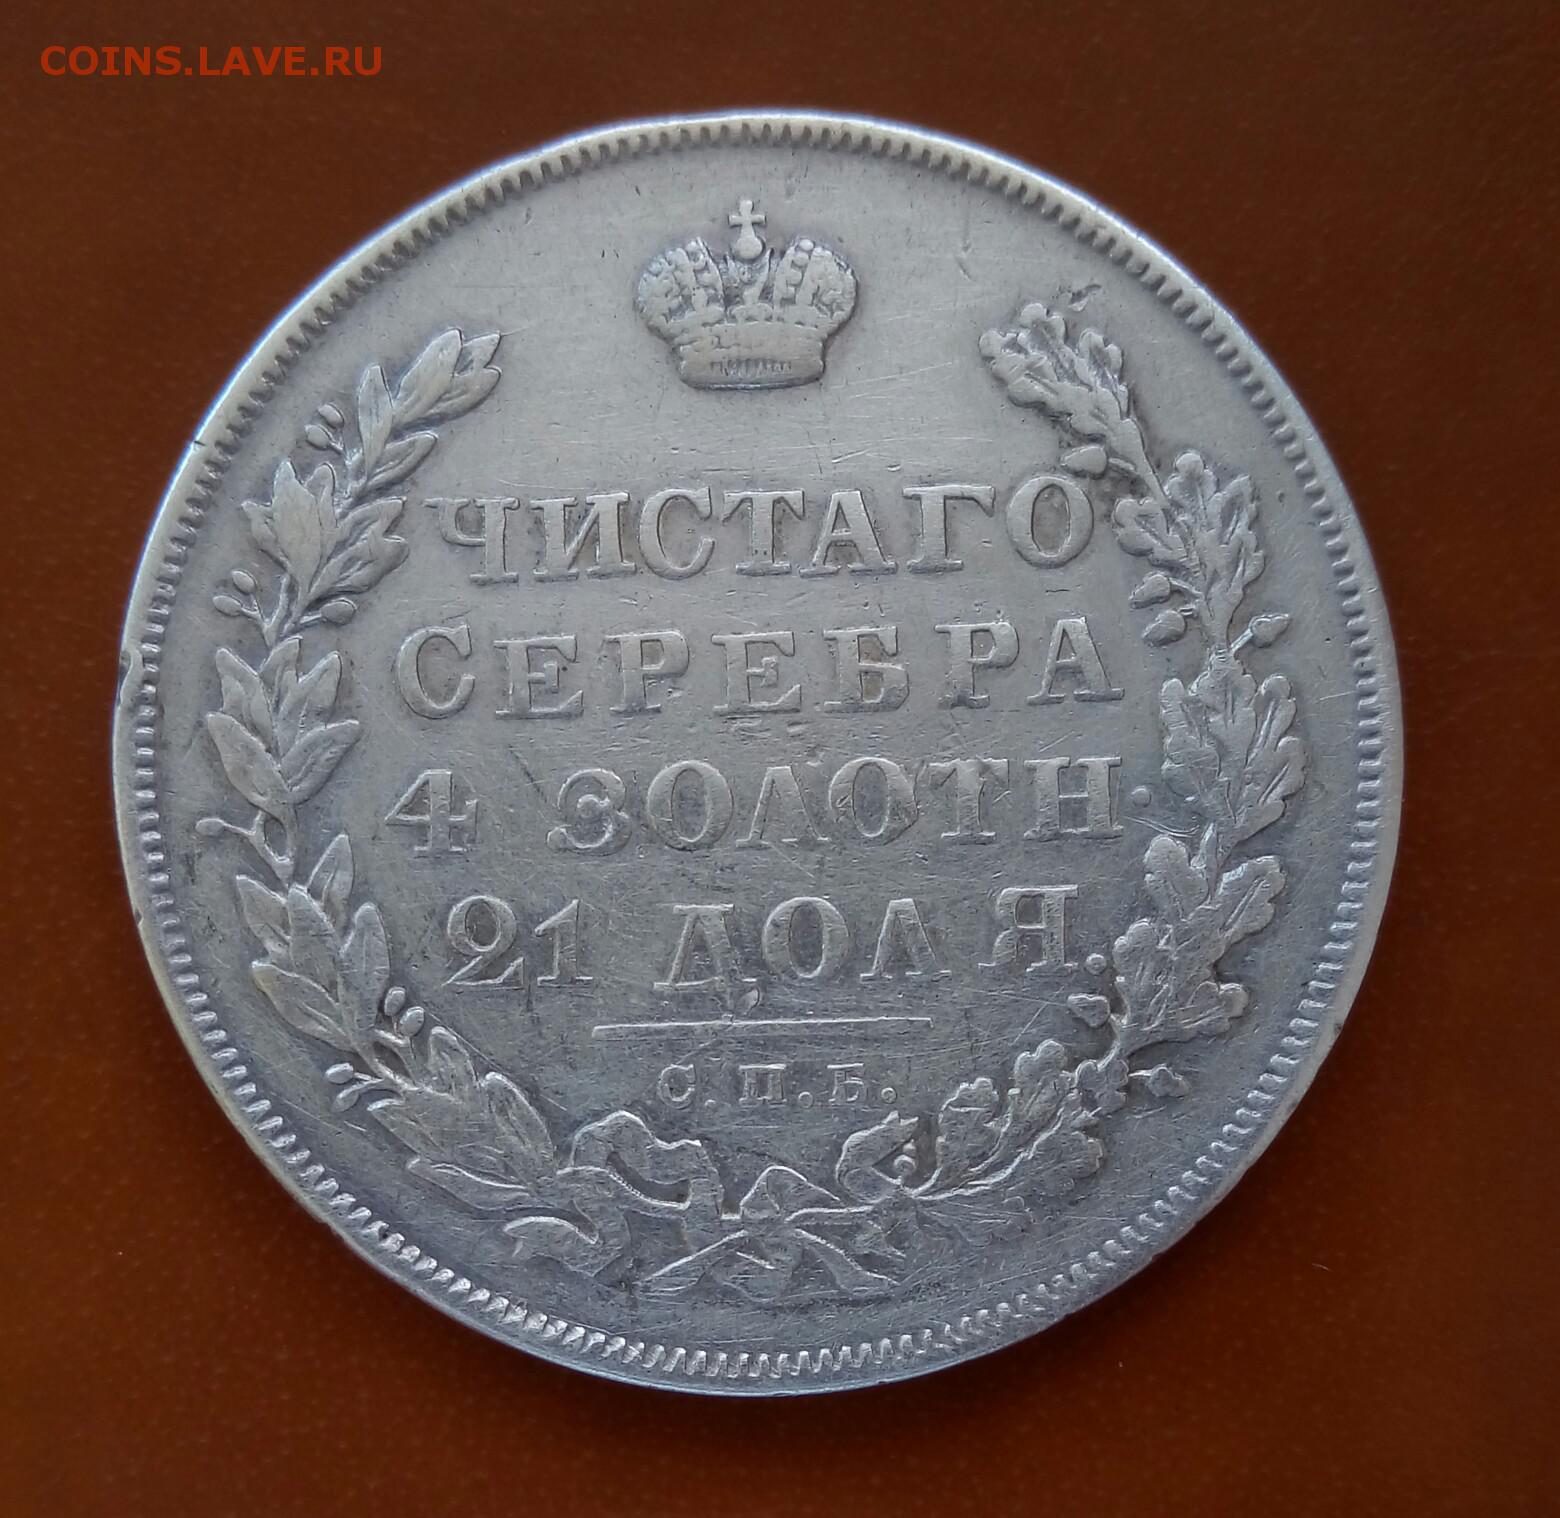 COINS.LAVE.RU
ЧИСТАГО
СЕРЕБРА
4 ЗОЛОТН.
21 ДОЛЯ.
С.П.Б.